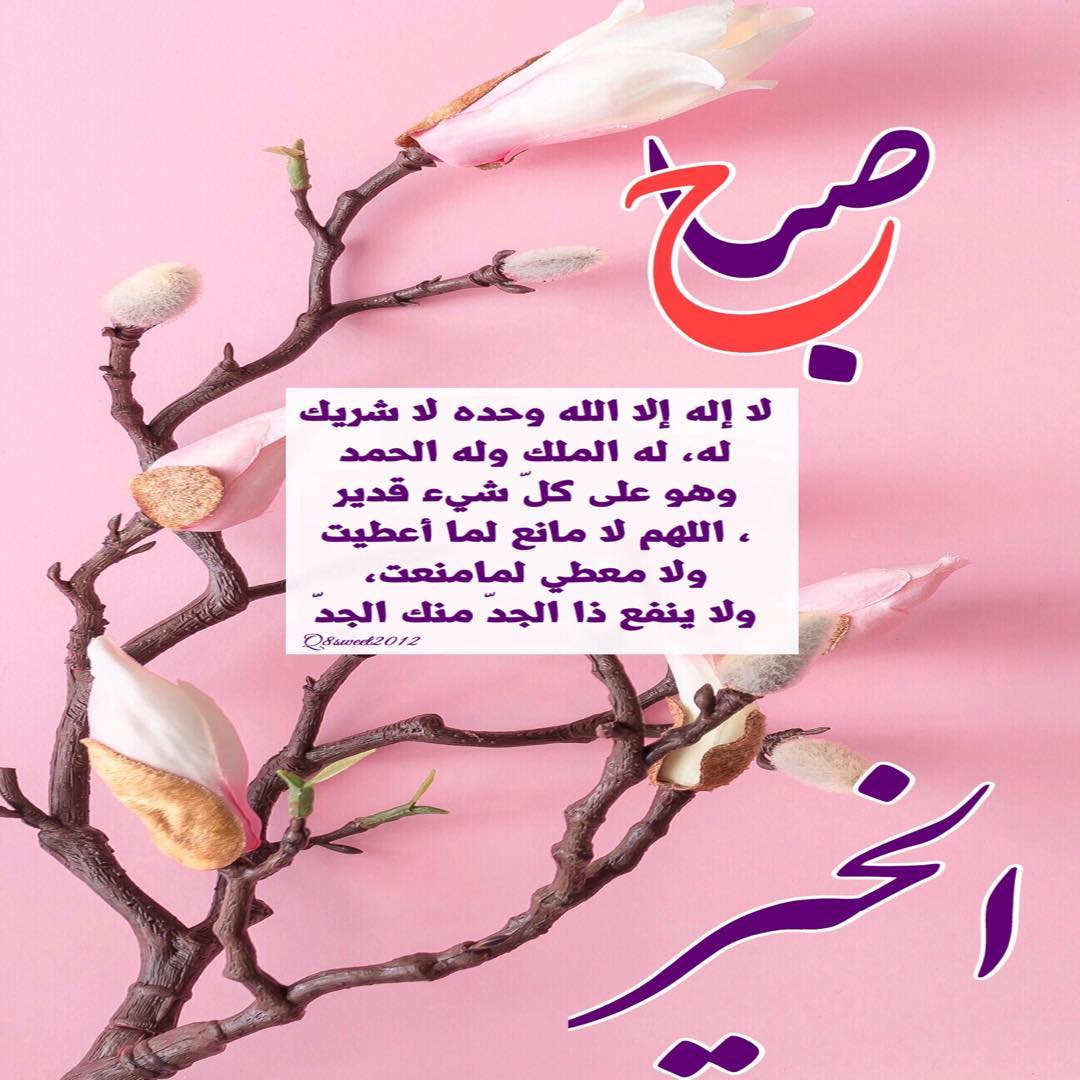 صباح
لا إله إلا الله وحده لا شريك
له، له الملك وله الحمد
وهو على كلّ شيء قدير
، اللهم لا مانع لما أعطيت
ولا معطي لمامنعت،
ولا ينفع ذا الجدّ منك الجدّ
Q8sweet2012
الخير